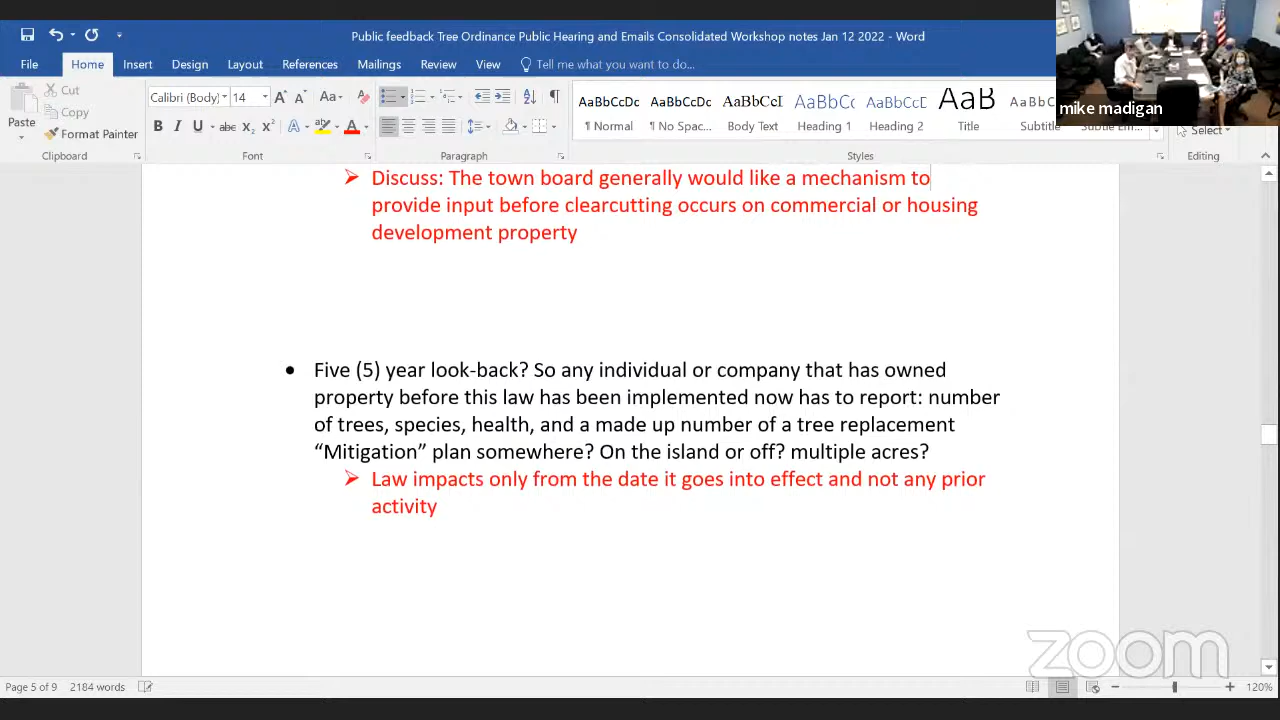 Public feedback Tree Ordinance Public Hearing and Emails Consolidated Workshop notes Jan 12 2022 - Word
File Home Insert Design Layout References Mailings Review View Tell me what you want to do...
mike madigan
Paste
Cut
Copy
Format Painter
Clipboard
Calibri (Body) 14
Font
Paragraph
AaBbCcDc AaBbCcDc AaBbCcI AaBbCc AaBbCcD AaB AaBbCc
¶ Normal ¶ No Spac... Body Text Heading 1 Heading 2 Title Subtitle Subtle Em...
Styles
Select
Editing
➢ Discuss: The town board generally would like a mechanism to
provide input before clearcutting occurs on commercial or housing
development property
• Five (5) year look-back? So any individual or company that has owned
property before this law has been implemented now has to report: number
of trees, species, health, and a made up number of a tree replacement
“Mitigation” plan somewhere? On the island or off? multiple acres?
➢ Law impacts only from the date it goes into effect and not any prior
activity
zoom
Page 5 of 9 2184 words 120%